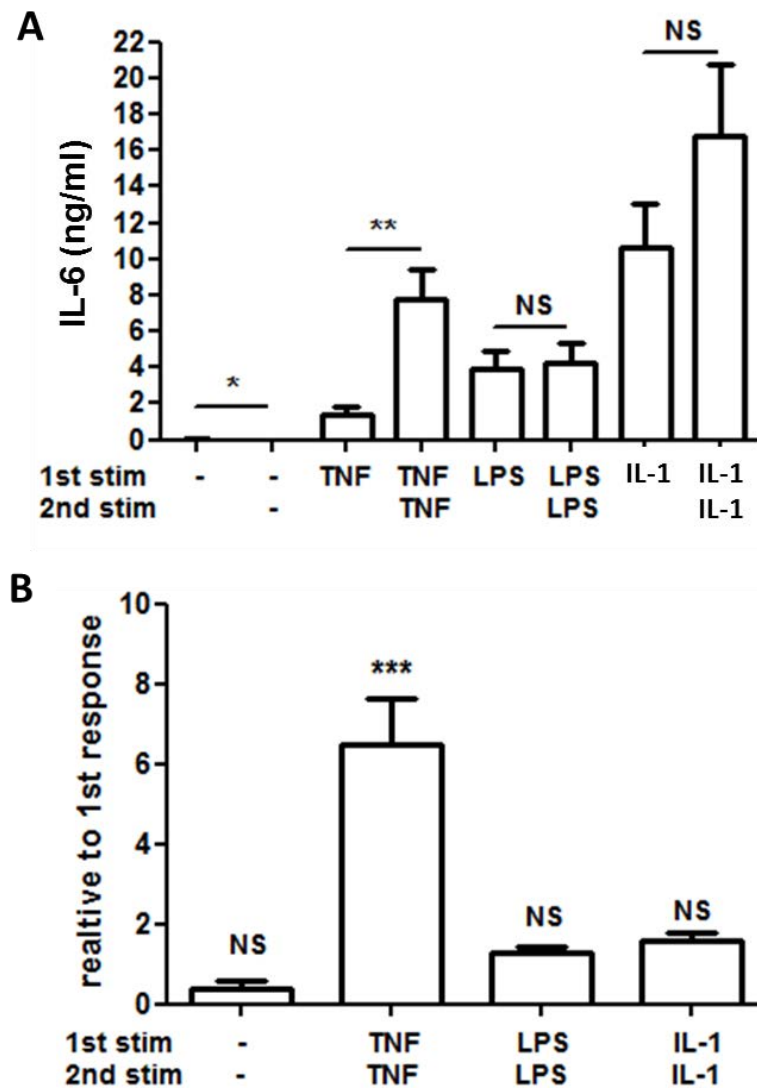 A
22
NS
20
18
16
14
12
**
10
8
NS
6
4
*
2
0
IL-6 (ng/ml)
1st stim - - TNF TNF LPS LPS IL-1 IL-1
2nd stim - TNF LPS IL-1
B
10
***
8
6
4
NS NS NS
2
0
realtive to 1st response
1st stim - TNF LPS IL-1
2nd stim - TNF LPS IL-1